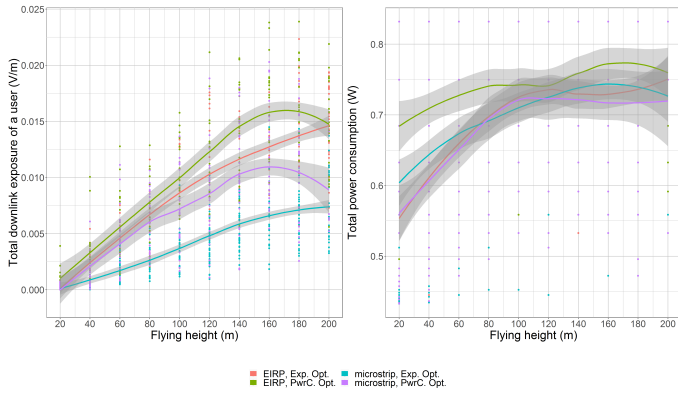 Total downlink exposure of a user (V/m)
0.025
0.020
0.015
0.010
0.005
0.000
20 40 60 80 100 120 140 160 180 200
Flying height (m)
Total power consumption (W)
0.8
0.7
0.6
0.5
20 40 60 80 100 120 140 160 180 200
Flying height (m)
EIRP, Exp. Opt. microstrip, Exp. Opt.
EIRP, PwrC. Opt. microstrip, PwrC. Opt.